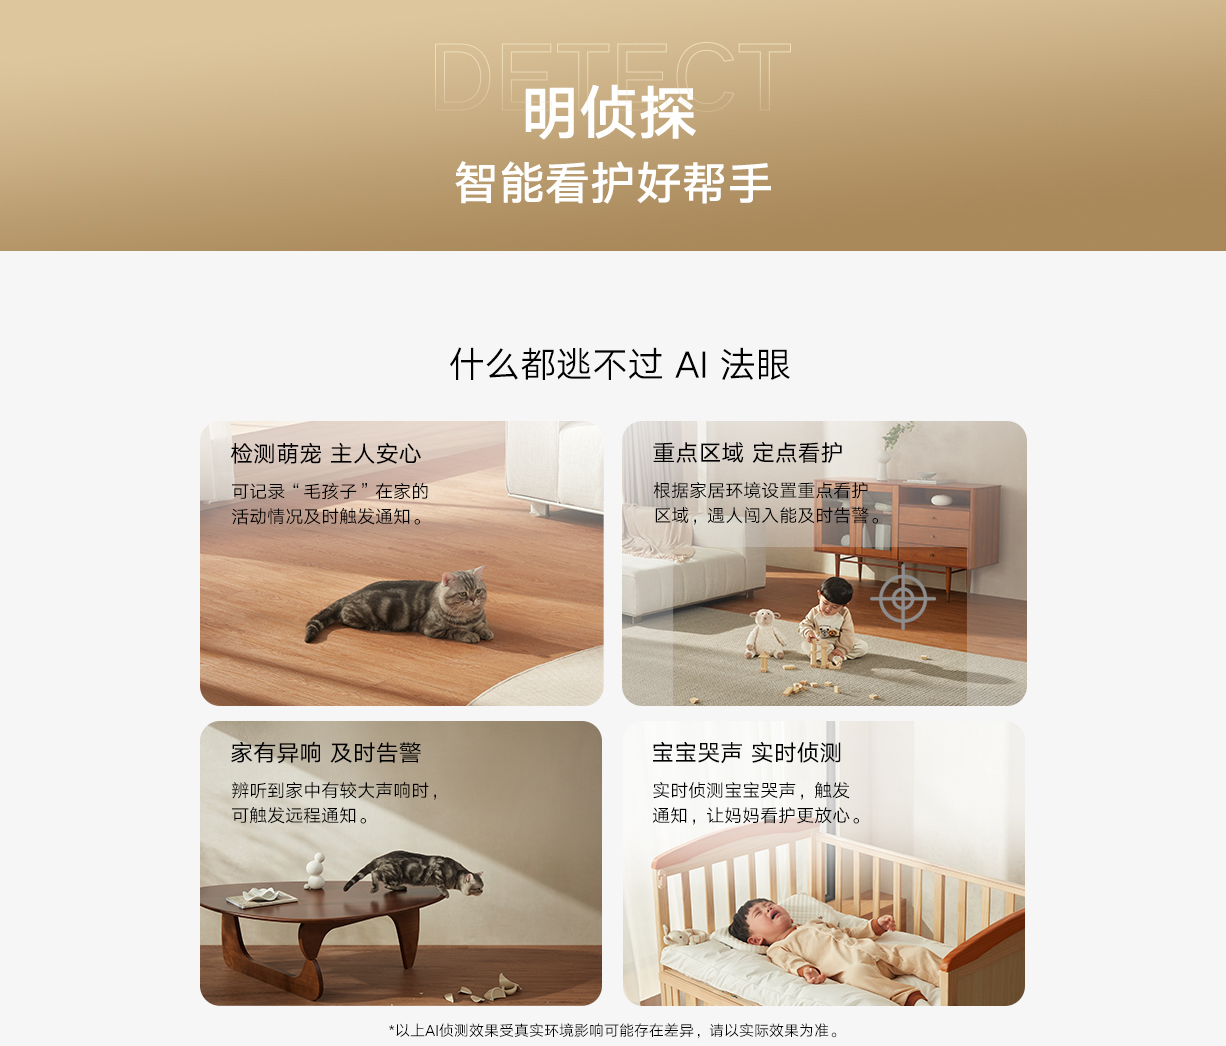 DETECT
明侦探
智能看护好帮手
什么都逃不过 AI 法眼
检测萌宠 主人安心
可记录“毛孩子”在家的
活动情况及时触发通知。
重点区域 定点看护
根据家居环境设置重点看护
区域，遇人闯入能及时告警。
家有异响 及时告警
辨听到家中有较大声响时，
可触发远程通知。
宝宝哭声 实时侦测
实时侦测宝宝哭声，触发
通知，让妈妈看护更放心。
*以上AI侦测效果受真实环境影响可能存在差异，请以实际效果为准。